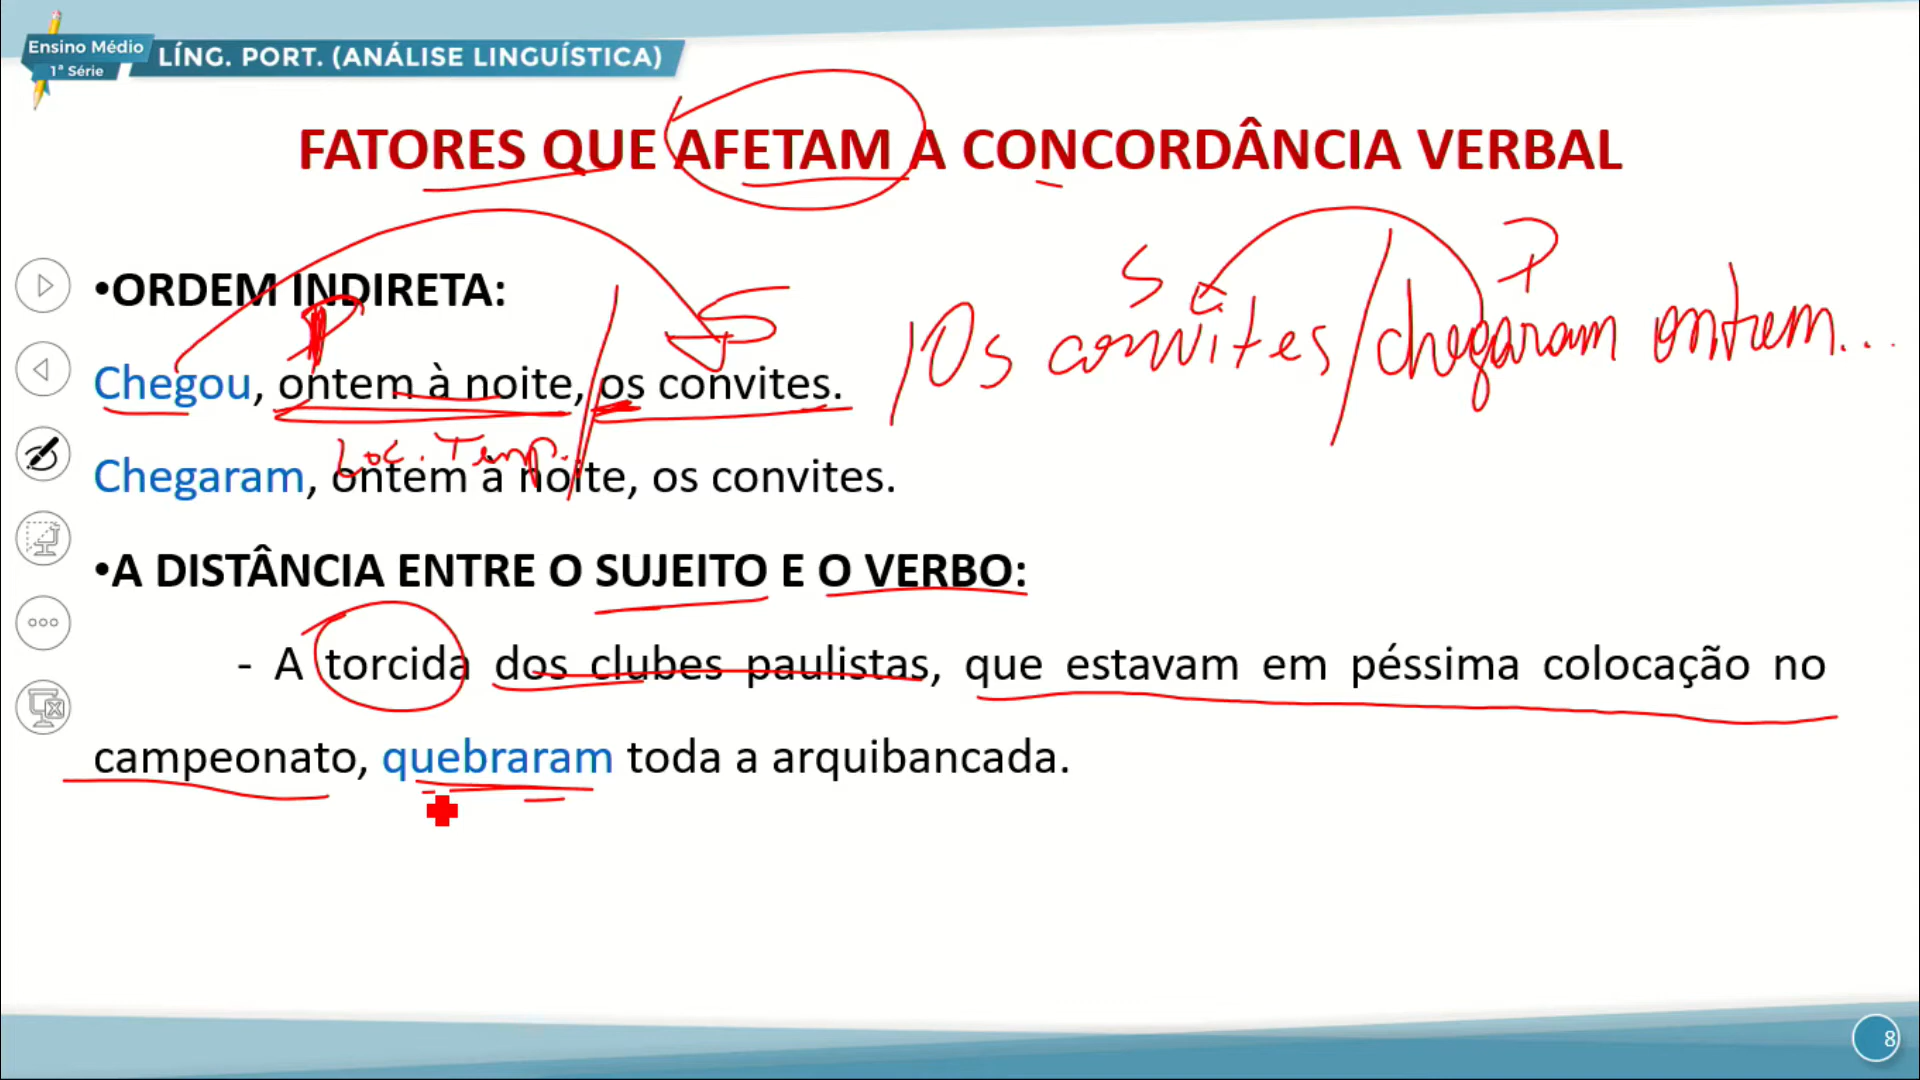 Ensino Médio
1ª Série
LÍNG. PORT. (ANÁLISE LINGUÍSTICA)
FATORES QUE AFETAM A CONCORDÂNCIA VERBAL
•ORDEM INDIRETA:
P
S
S
P
Os convites / chegaram ontem...
Chegou, ontem à noite, os convites.
Loc. Temp.
Chegaram, ontem à noite, os convites.
•A DISTÂNCIA ENTRE O SUJEITO E O VERBO:
- A torcida dos clubes paulistas, que estavam em péssima colocação no
campeonato, quebraram toda a arquibancada.
8